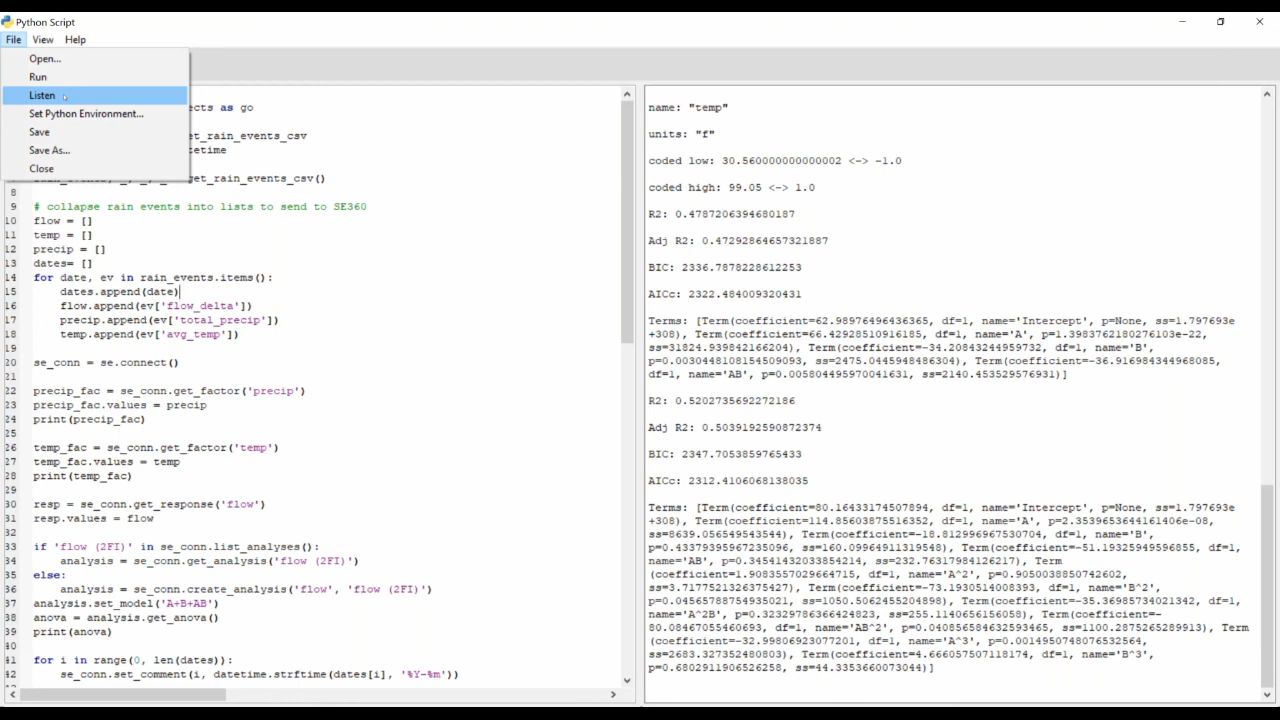 Python Script
File View Help
Open...
Run
Listen
Set Python Environment...
Save
Save As...
Close
ects as go
et_rain_events_csv
etime
get_rain_events_csv()
8
9 # collapse rain events into lists to send to SE360
10 flow = []
11 temp = []
12 precip = []
13 dates= []
14 for date, ev in rain_events.items():
15 dates.append(date)
16 flow.append(ev['flow_delta'])
17 precip.append(ev['total_precip'])
18 temp.append(ev['avg_temp'])
19
20 se_conn = se.connect()
21
22 precip_fac = se_conn.get_factor('precip')
23 precip_fac.values = precip
24 print(precip_fac)
25
26 temp_fac = se_conn.get_factor('temp')
27 temp_fac.values = temp
28 print(temp_fac)
29
30 resp = se_conn.get_response('flow')
31 resp.values = flow
32
33 if 'flow (2FI)' in se_conn.list_analyses():
34 analysis = se_conn.get_analysis('flow (2FI)')
35 else:
36 analysis = se_conn.create_analysis('flow', 'flow (2FI)')
37 analysis.set_model('A+B+AB')
38 anova = analysis.get_anova()
39 print(anova)
40
41 for i in range(0, len(dates)):
42 se_conn.set_comment(i, datetime.strftime(dates[i], '%Y-%m'))
name: "temp"
units: "f"
coded low: 30.560000000000002 <-> -1.0
coded high: 99.05 <-> 1.0
R2: 0.4787206394680187
Adj R2: 0.47292864657321887
BIC: 2336.7878228612253
AICc: 2322.484009320431
Terms: [Term(coefficient=62.98976496436365, df=1, name='Intercept', p=None, ss=1.797693e
+308), Term(coefficient=66.42928510916185, df=1, name='A', p=1.3983762180276103e-22,
ss=31824.939842166204), Term(coefficient=-34.20843244959732, df=1, name='B',
p=0.0030448108154509093, ss=2475.0445948486304), Term(coefficient=-36.916984344968085,
df=1, name='AB', p=0.005804495970041631, ss=2140.453529576931)]
R2: 0.5202735692272186
Adj R2: 0.5039192590872374
BIC: 2347.7053859765433
AICc: 2312.4106068138035
Terms: [Term(coefficient=80.16433174507894, df=1, name='Intercept', p=None, ss=1.797693e
+308), Term(coefficient=114.85603875516352, df=1, name='A', p=2.3539653644161406e-08,
ss=8639.056549543544), Term(coefficient=-18.812996967530704, df=1, name='B',
p=0.43379395967235096, ss=160.09964911319548), Term(coefficient=-51.19325949596855, df=1,
name='AB', p=0.34541432033854214, ss=232.76317984126217), Term
(coefficient=1.9083557029664715, df=1, name='A^2', p=0.9050038850742602,
ss=3.7177521326375427), Term(coefficient=-73.1930514008393, df=1, name='B^2',
p=0.0456578875493502​1, ss=1050.5062455204898), Term(coefficient=-35.36985734021342, df=1,
name='A^2B', p=0.3232978636642​4823, ss=255.1140656156058), Term(coefficient=-
80.08467055460693, df=1, name='AB^2', p=0.040856584632593465, ss=1100.2875265289913), Term
(coefficient=-32.99806923077201, df=1, name='A^3', p=0.0014950748076532564,
ss=2683.327352480803), Term(coefficient=4.666057507118174, df=1, name='B^3',
p=0.6802911906526258, ss=44.3353660073044)]